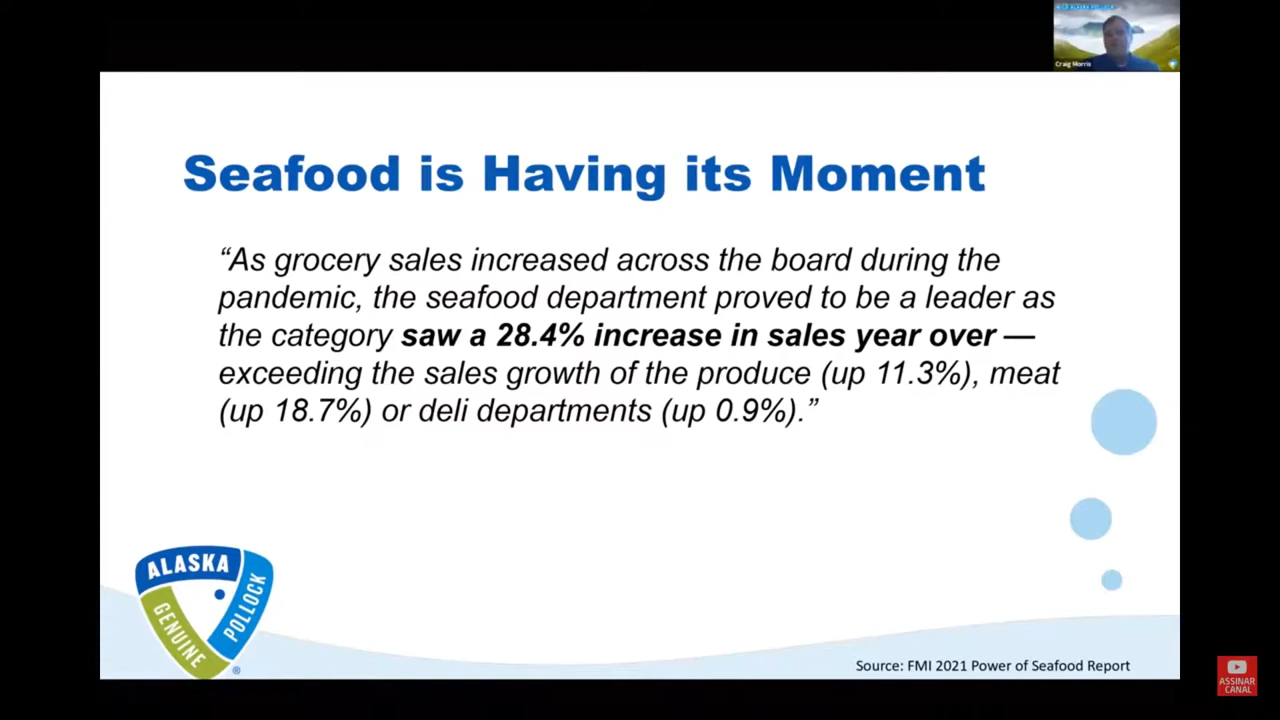 Craig Morris
Seafood is Having its Moment
“As grocery sales increased across the board during the
pandemic, the seafood department proved to be a leader as
the category saw a 28.4% increase in sales year over —
exceeding the sales growth of the produce (up 11.3%), meat
(up 18.7%) or deli departments (up 0.9%).”
ALASKA
POLLOCK
GENUINE
®
Source: FMI 2021 Power of Seafood Report
ASSINAR
CANAL